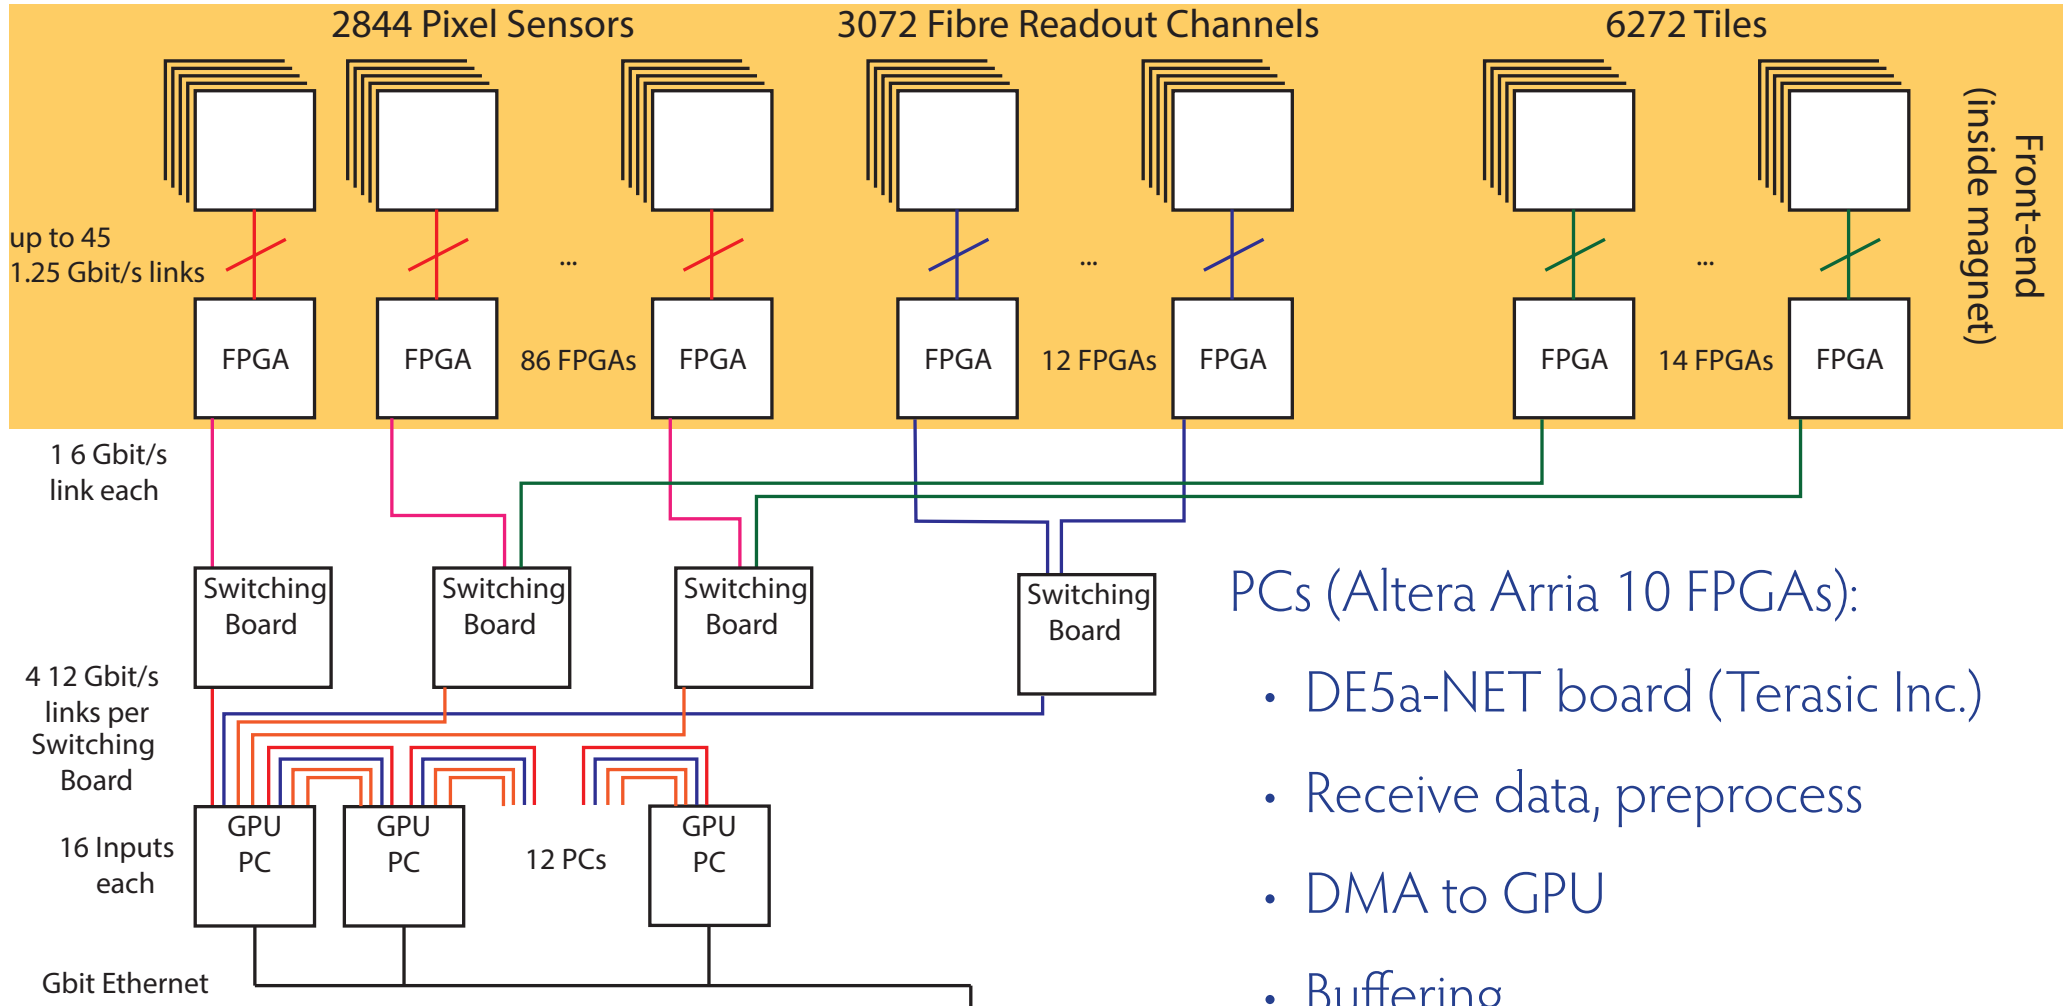 2844 Pixel Sensors
3072 Fibre Readout Channels
6272 Tiles
Front-end
(inside magnet)
up to 45
1.25 Gbit/s links
...
...
...
FPGA
FPGA
86 FPGAs
FPGA
FPGA
12 FPGAs
FPGA
FPGA
14 FPGAs
FPGA
1 6 Gbit/s
link each
Switching
Board
Switching
Board
Switching
Board
Switching
Board
4 12 Gbit/s
links per
Switching
Board
16 Inputs
each
GPU
PC
GPU
PC
12 PCs
GPU
PC
Gbit Ethernet
PCs (Altera Arria 10 FPGAs):
• DE5a-NET board (Terasic Inc.)
• Receive data, preprocess
• DMA to GPU
• Buffering